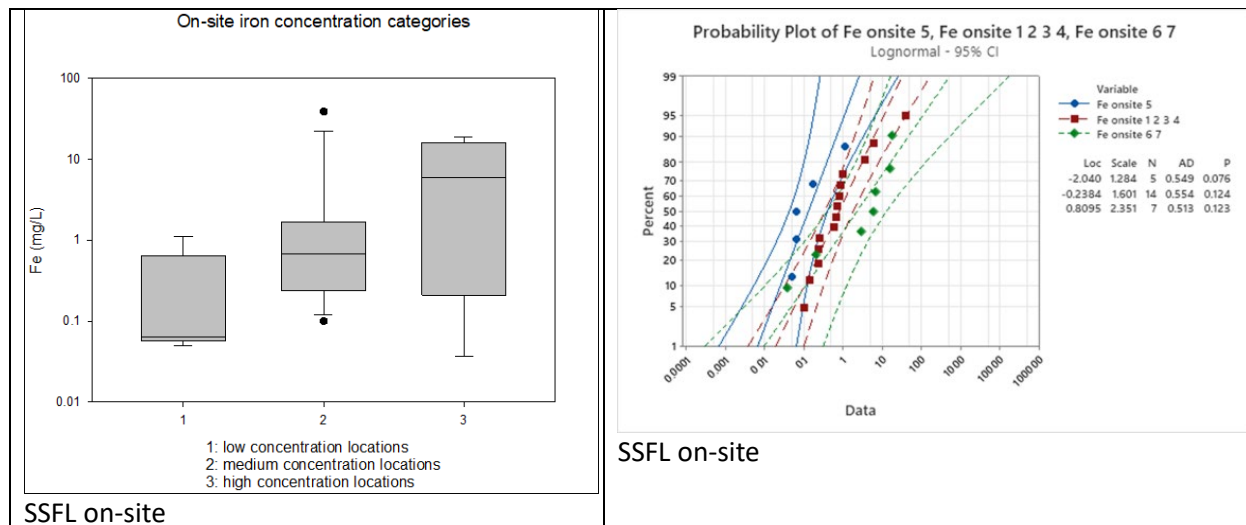 On-site iron concentration categories
Fe (mg/L)
100
10
1
0.1
0.01
1
2
3
1: low concentration locations
2: medium concentration locations
3: high concentration locations
SSFL on-site
Probability Plot of Fe onsite 5, Fe onsite 1 2 3 4, Fe onsite 6 7
Lognormal - 95% CI
Percent
99
95
90
80
70
60
50
40
30
20
10
5
1
0.0001
0.001
0.01
0.1
1
10
100
1000
10000
100000
Data
Variable
Fe onsite 5
Fe onsite 1 2 3 4
Fe onsite 6 7
Loc Scale N AD P
-2.040 1.284 5 0.549 0.076
-0.2384 1.601 14 0.554 0.124
0.8095 2.351 7 0.513 0.123
SSFL on-site